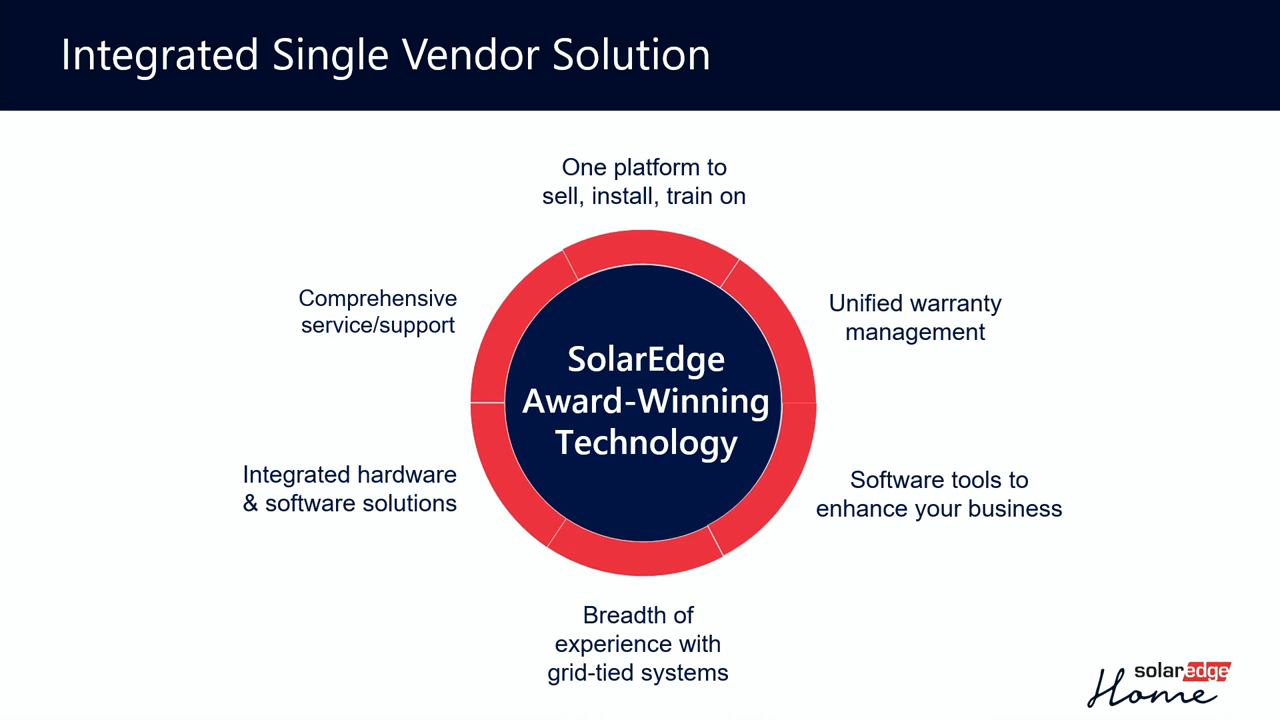 Integrated Single Vendor Solution
One platform to
sell, install, train on
Comprehensive
service/support
Unified warranty
management
SolarEdge
Award-Winning
Technology
Integrated hardware
& software solutions
Software tools to
enhance your business
Breadth of
experience with
grid-tied systems
solaredge
Home